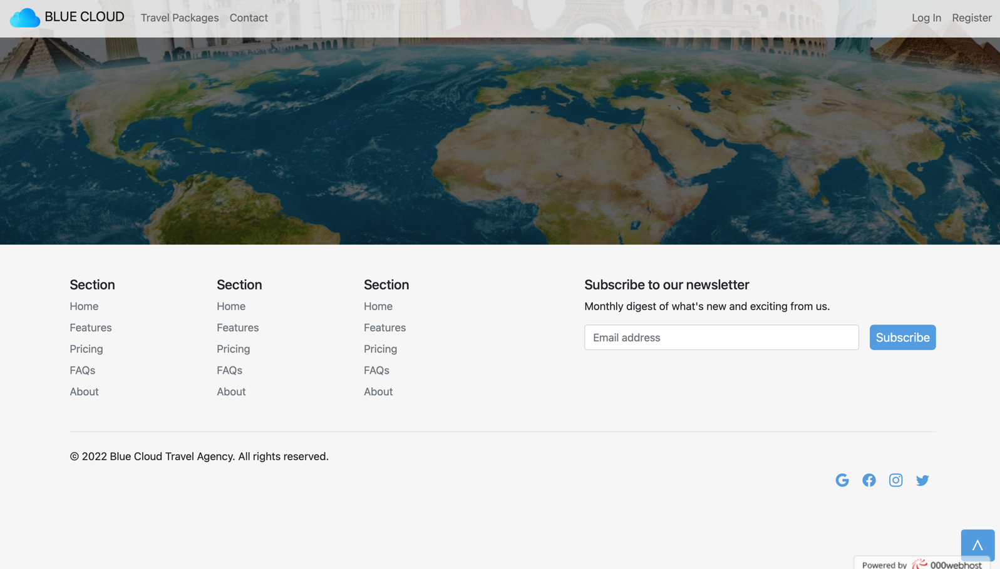 BLUE CLOUD Travel Packages Contact Log In Register
Section Section Section Subscribe to our newsletter
Home Home Home Monthly digest of what's new and exciting from us.
Features Features Features
Email address Subscribe
Pricing Pricing Pricing
FAQs FAQs FAQs
About About About
© 2022 Blue Cloud Travel Agency. All rights reserved.
Powered by 000webhost